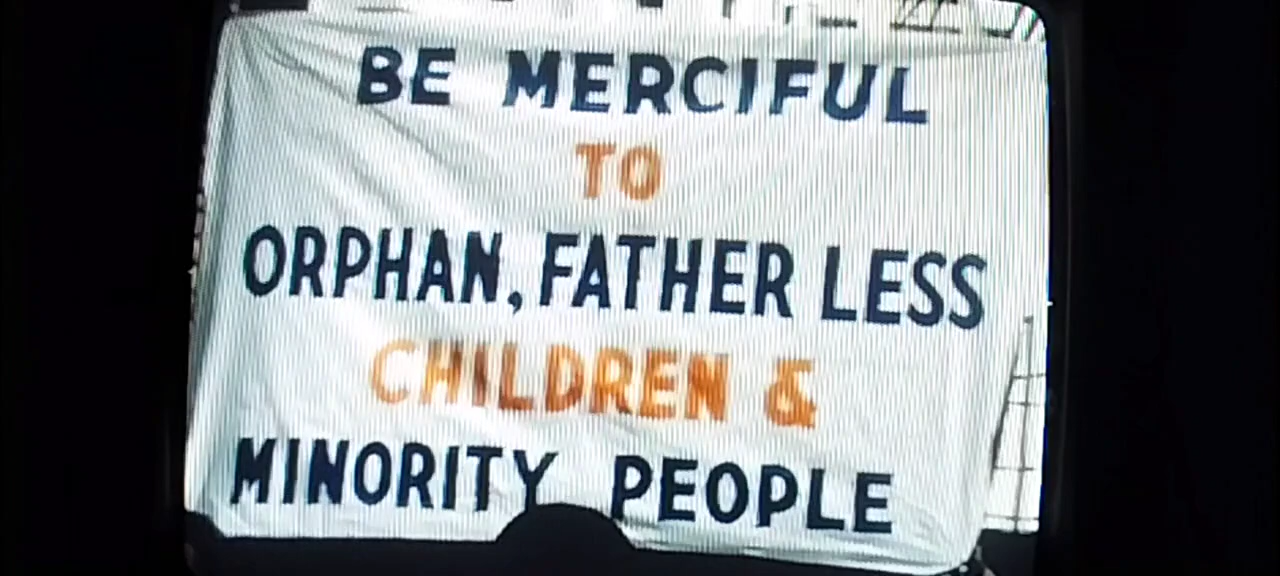 BE MERCIFUL
TO
ORPHAN, FATHER LESS
CHILDREN &
MINORITY PEOPLE